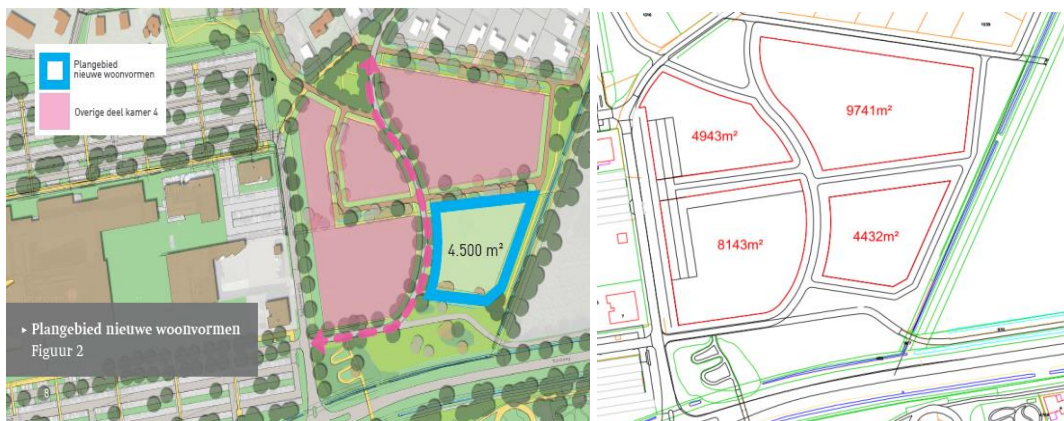 Plangebied
nieuwe woonvormen
Overige deel kamer 4
4.500 m²
▸ Plangebied nieuwe woonvormen
Figuur 2
8
4943m²
9741m²
8143m²
4432m²